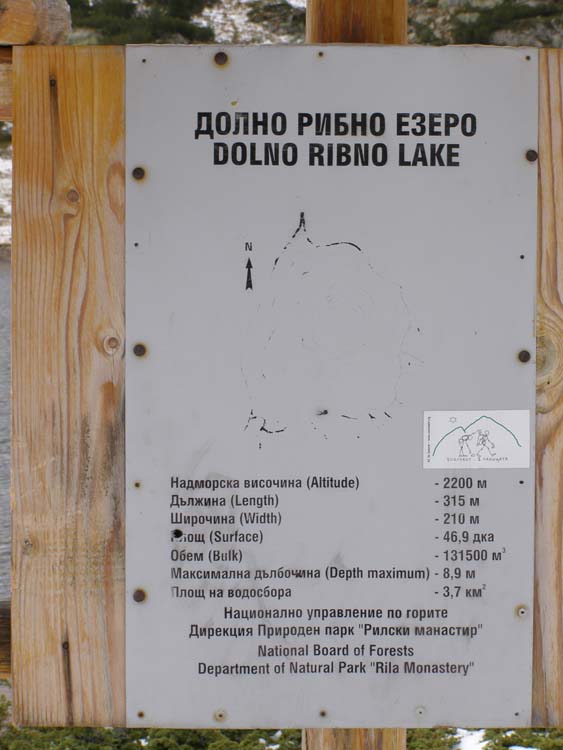 ДОЛНО РИБНО ЕЗЕРО
DOLNO RIBNO LAKE
N
Надморска височина (Altitude) - 2200 м
Дължина (Length) - 315 м
Широчина (Width) - 210 м
Площ (Surface) - 46,9 дка
Обем (Bulk) - 131500 м³
Максимална дълбочина (Depth maximum) - 8,9 м
Площ на водосбора - 3,7 км²
Национално управление по горите
Дирекция Природен парк "Рилски манастир"
National Board of Forests
Department of Natural Park "Rila Monastery"